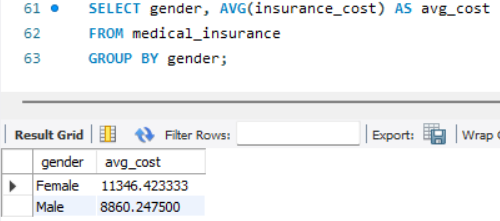 61 SELECT gender, AVG(insurance_cost) AS avg_cost
62 FROM medical_insurance
63 GROUP BY gender;
Result Grid Filter Rows: Export: Wrap
gender avg_cost
Female 11346.423333
Male 8860.247500